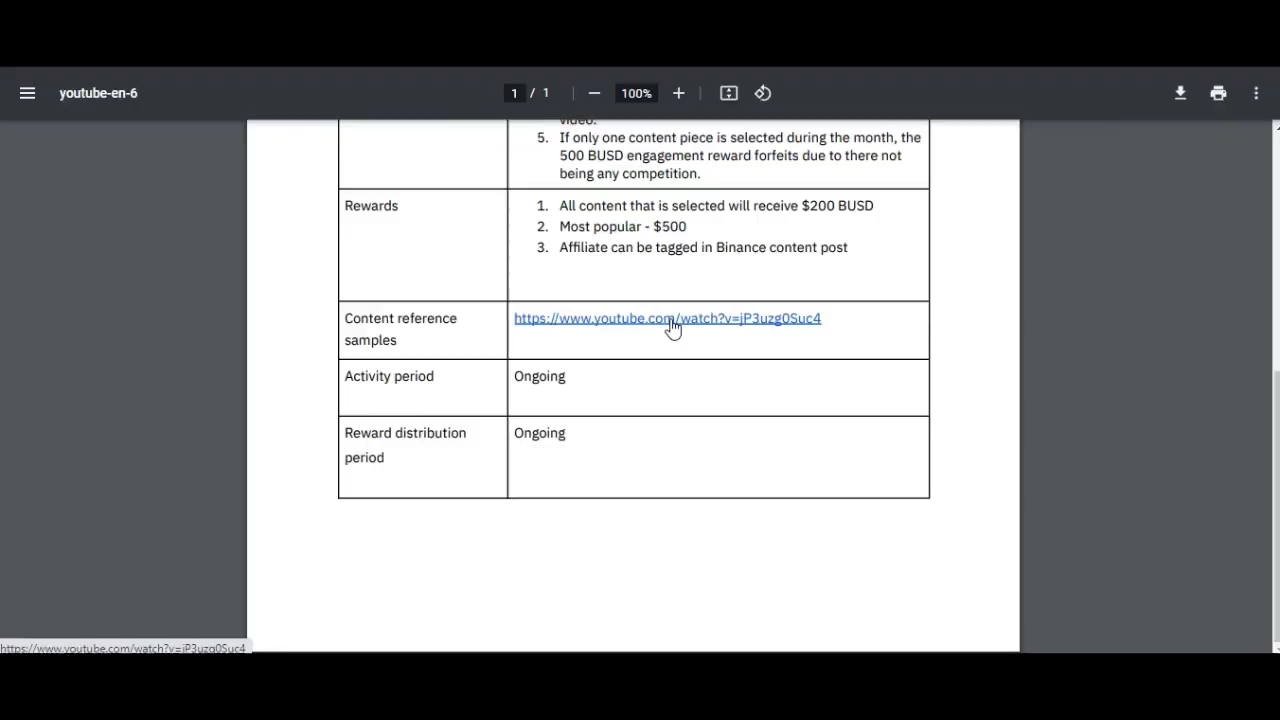 youtube-en-6
1 / 1
100%
video.
5. If only one content piece is selected during the month, the
500 BUSD engagement reward forfeits due to there not
being any competition.
Rewards
1. All content that is selected will receive $200 BUSD
2. Most popular - $500
3. Affiliate can be tagged in Binance content post
Content reference
samples
https://www.youtube.com/watch?v=jP3uzg0Suc4
Activity period
Ongoing
Reward distribution
period
Ongoing
https://www.youtube.com/watch?v=jP3uzg0Suc4